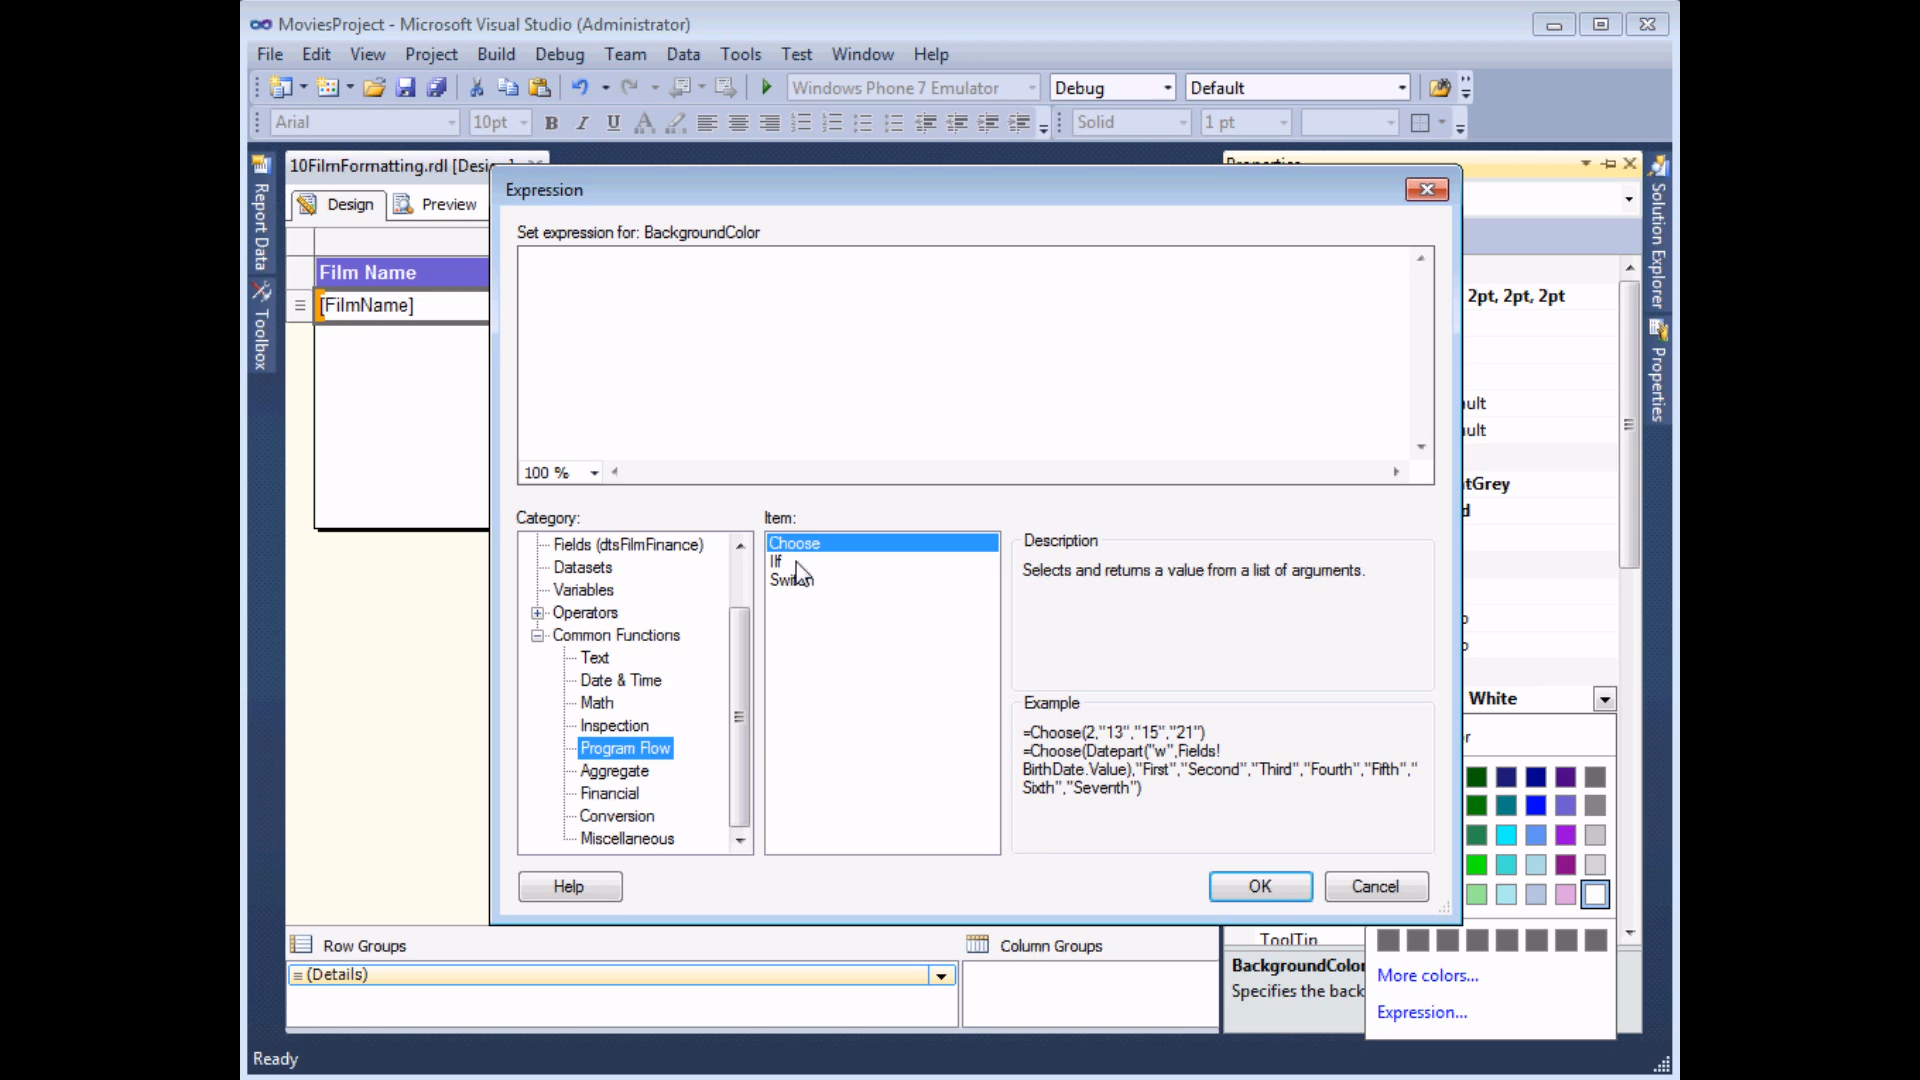 MoviesProject - Microsoft Visual Studio (Administrator)
File Edit View Project Build Debug Team Data Tools Test Window Help
Windows Phone 7 Emulator Debug Default
Arial 10pt B I U A Solid 1 pt
10FilmFormatting.rdl [Desi
Properties
Report Data
Toolbox
Solution Explorer
Properties
Design Preview
Film Name
[FilmName]
Expression
Set expression for: BackgroundColor
100 %
Category:
Fields (dtsFilmFinance)
Datasets
Variables
Operators
Common Functions
Text
Date & Time
Math
Inspection
Program Flow
Aggregate
Financial
Conversion
Miscellaneous
Item:
Choose
IIf
Switch
Description
Selects and returns a value from a list of arguments.
Example
=Choose(2,"13","15","21")
=Choose(Datepart("w",Fields!
BirthDate.Value),"First","Second","Third","Fourth","Fifth","
Sixth","Seventh")
Help OK Cancel
2pt, 2pt, 2pt
ult
ult
tGrey
d
White
r
ToolTip
Row Groups
(Details)
Column Groups
BackgroundColor
Specifies the back
More colors...
Expression...
Ready